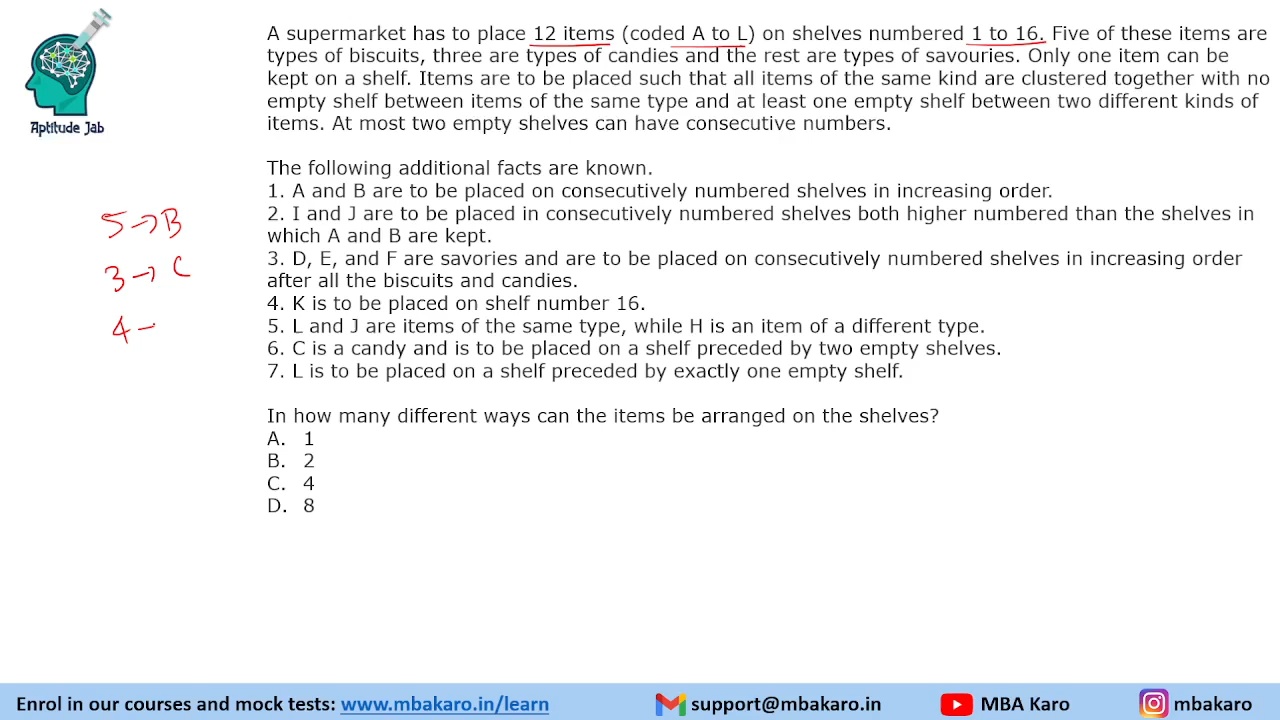 A supermarket has to place 12 items (coded A to L) on shelves numbered 1 to 16. Five of these items are
types of biscuits, three are types of candies and the rest are types of savouries. Only one item can be
kept on a shelf. Items are to be placed such that all items of the same kind are clustered together with no
empty shelf between items of the same type and at least one empty shelf between two different kinds of
items. At most two empty shelves can have consecutive numbers.
Aptitude Jab
The following additional facts are known.
1. A and B are to be placed on consecutively numbered shelves in increasing order.
2. I and J are to be placed in consecutively numbered shelves both higher numbered than the shelves in
which A and B are kept.
3. D, E, and F are savories and are to be placed on consecutively numbered shelves in increasing order
after all the biscuits and candies.
4. K is to be placed on shelf number 16.
5. L and J are items of the same type, while H is an item of a different type.
6. C is a candy and is to be placed on a shelf preceded by two empty shelves.
7. L is to be placed on a shelf preceded by exactly one empty shelf.
5 → B
3 → C
4 -
In how many different ways can the items be arranged on the shelves?
A. 1
B. 2
C. 4
D. 8
Enrol in our courses and mock tests: www.mbakaro.in/learn
support@mbakaro.in
MBA Karo
mbakaro.in